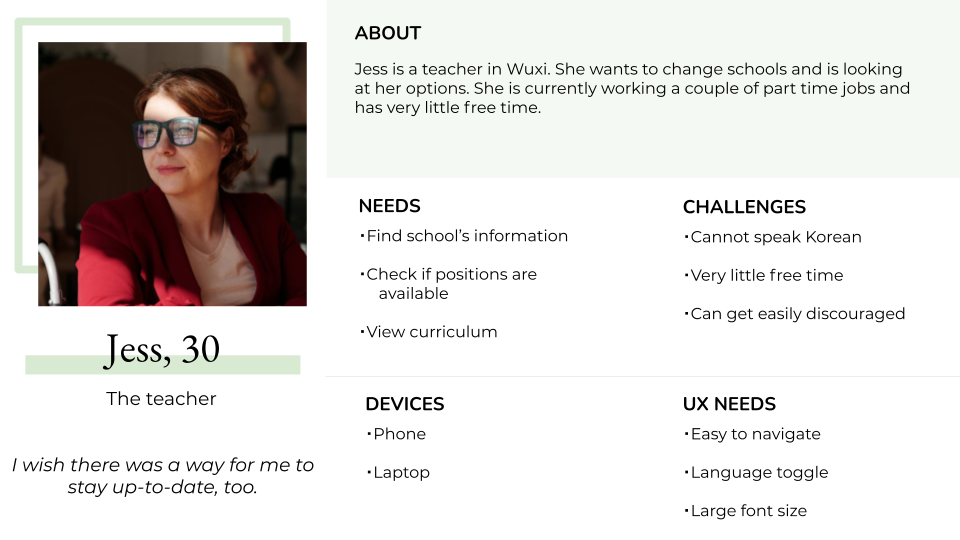 ABOUT
Jess is a teacher in Wuxi. She wants to change schools and is looking
at her options. She is currently working a couple of part time jobs and
has very little free time.
NEEDS
·Find school’s information
·Check if positions are
available
·View curriculum
CHALLENGES
·Cannot speak Korean
·Very little free time
·Can get easily discouraged
Jess, 30
The teacher
I wish there was a way for me to
stay up-to-date, too.
DEVICES
·Phone
·Laptop
UX NEEDS
·Easy to navigate
·Language toggle
·Large font size